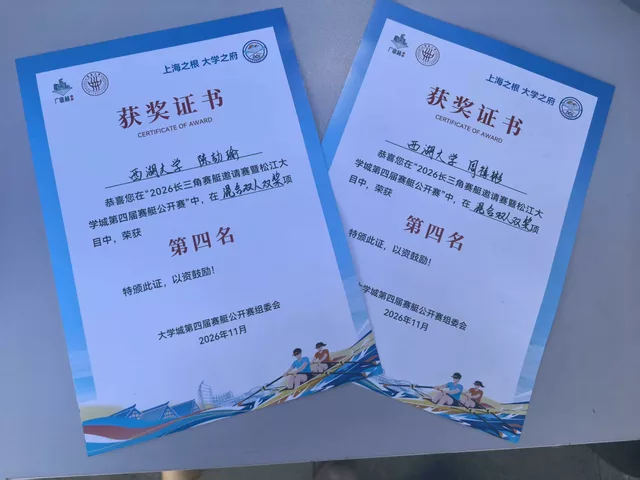 广富林
上海之根 大学之府
获奖证书
CERTIFICATE OF AWARD
西湖大学 陈劲瑜
恭喜您在“2026长三角赛艇邀请赛暨松江大
学城第四届赛艇公开赛”中，在 混合双人双桨 项
目中，荣获
第四名
特颁此证，以资鼓励！
大学城第四届赛艇公开赛组委会
2026年11月
广富林
上海之根 大学之府
获奖证书
CERTIFICATE OF AWARD
西湖大学 周
恭喜您在“2026长三角赛艇邀请赛暨松江大
学城第四届赛艇公开赛”中，在 混合双人双桨 项
目中，荣获
第四名
特颁此证，以资鼓励！
大学城第四届赛艇公开赛组委会
2026年11月